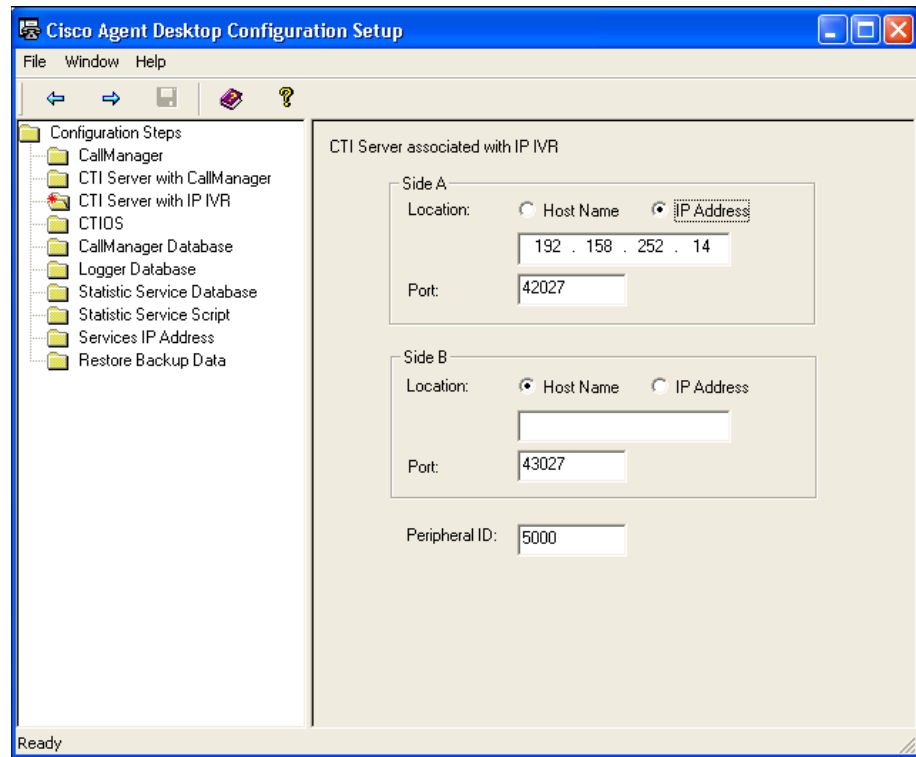 Cisco Agent Desktop Configuration Setup
File Window Help
Configuration Steps
CallManager
CTI Server with CallManager
CTI Server with IP IVR
CTIOS
CallManager Database
Logger Database
Statistic Service Database
Statistic Service Script
Services IP Address
Restore Backup Data
CTI Server associated with IP IVR
Side A
Location: Host Name IP Address
192 . 158 . 252 . 14
Port: 42027
Side B
Location: Host Name IP Address
Port: 43027
Peripheral ID: 5000
Ready